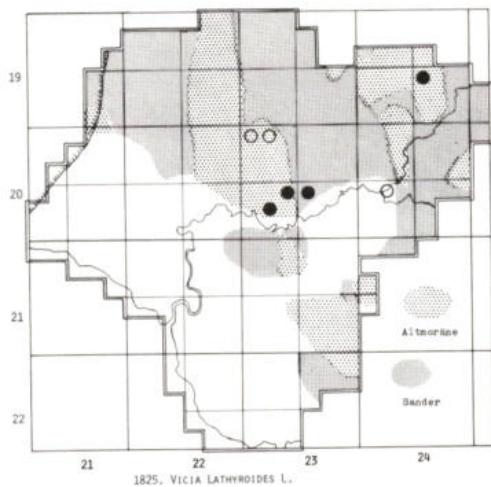 19
20
21
22
Altmoräne
Sander
21 22 23 24
1825. VICIA LATHYROIDES L.